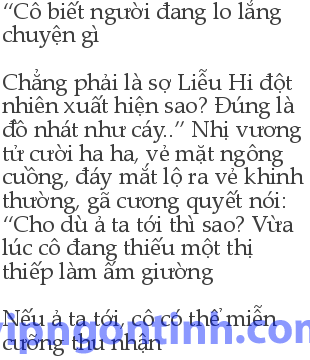 “Cô biết người đang lo lắng
chuyện gì
Chẳng phải là sợ Liễu Hi đột
nhiên xuất hiện sao? Đúng là
đồ nhát như cáy..” Nhị vương
tử cười ha ha, vẻ mặt ngông
cuồng, đáy mắt lộ ra vẻ khinh
thường, gã cương quyết nói:
“Cho dù ả ta tới thì sao? Vừa
lúc cô đang thiếu một thị
thiếp làm ấm giường
Nếu ả ta tới, cô có thể miễn
cưỡng thu nhận
vipngontinh.com